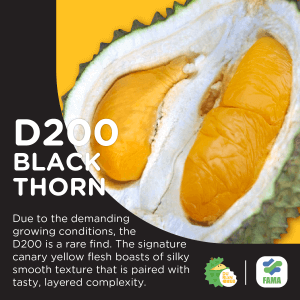 D200
BLACK
THORN
Due to the demanding
growing conditions, the
D200 is a rare find. The signature
canary yellow flesh boasts of silky
smooth texture that is paired with
tasty, layered complexity.
FAMA